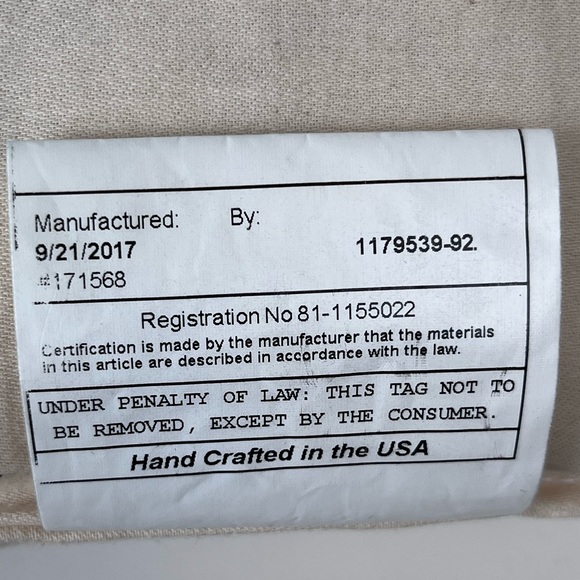 Manufactured: By:
9/21/2017 1179539-92.
#171568
Registration No 81-1155022
Certification is made by the manufacturer that the materials
in this article are described in accordance with the law.
UNDER PENALTY OF LAW: THIS TAG NOT TO
BE REMOVED, EXCEPT BY THE CONSUMER.
Hand Crafted in the USA